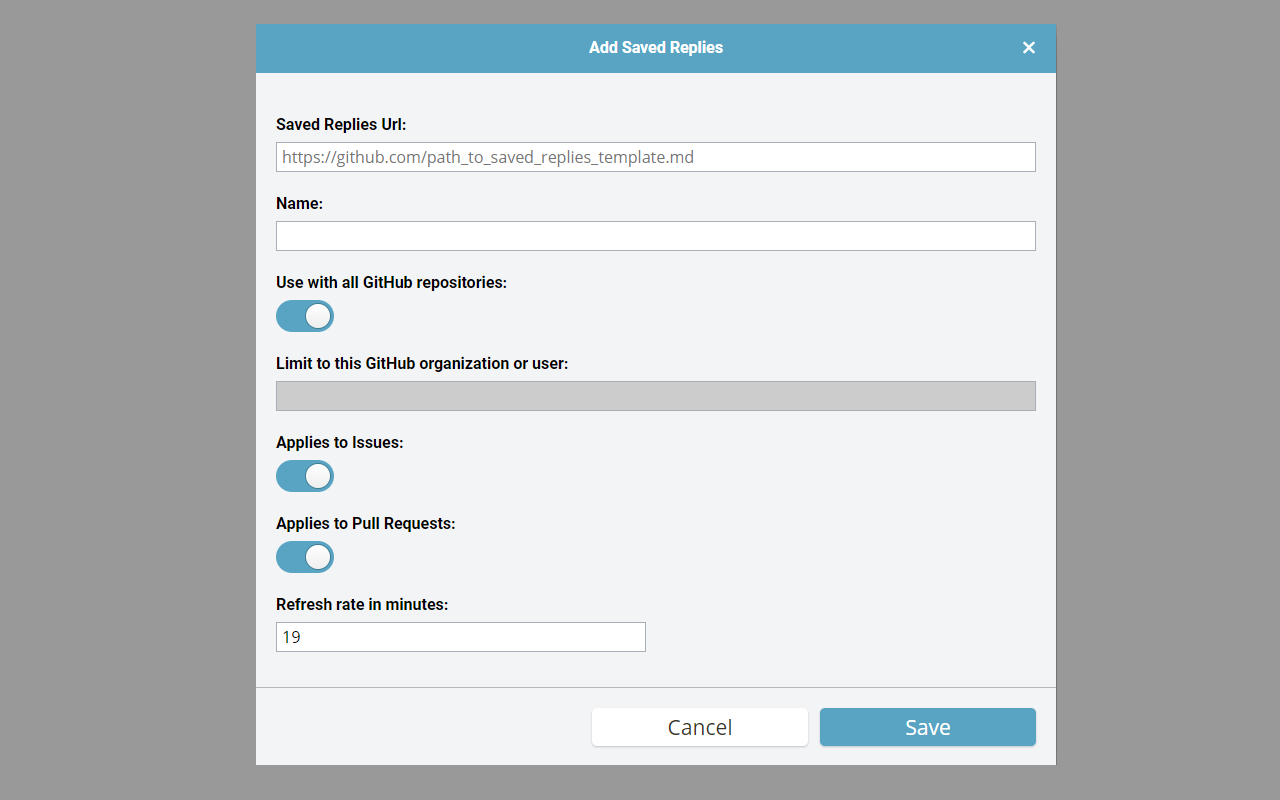 Add Saved Replies
Saved Replies Url:
https://github.com/path_to_saved_replies_template.md
Name:
Use with all GitHub repositories:
Limit to this GitHub organization or user:
Applies to Issues:
Applies to Pull Requests:
Refresh rate in minutes:
19
Cancel
Save